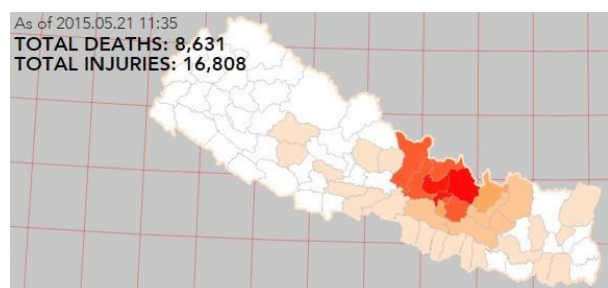 As of 2015.05.21 11:35
TOTAL DEATHS: 8,631
TOTAL INJURIES: 16,808